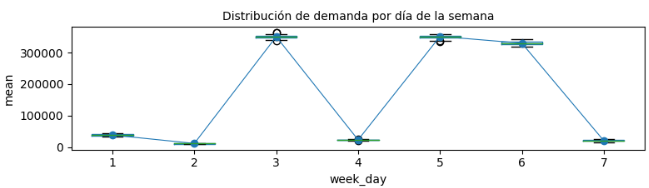 Distribución de demanda por día de la semana
300000
200000
100000
0
mean
1 2 3 4 5 6 7
week_day